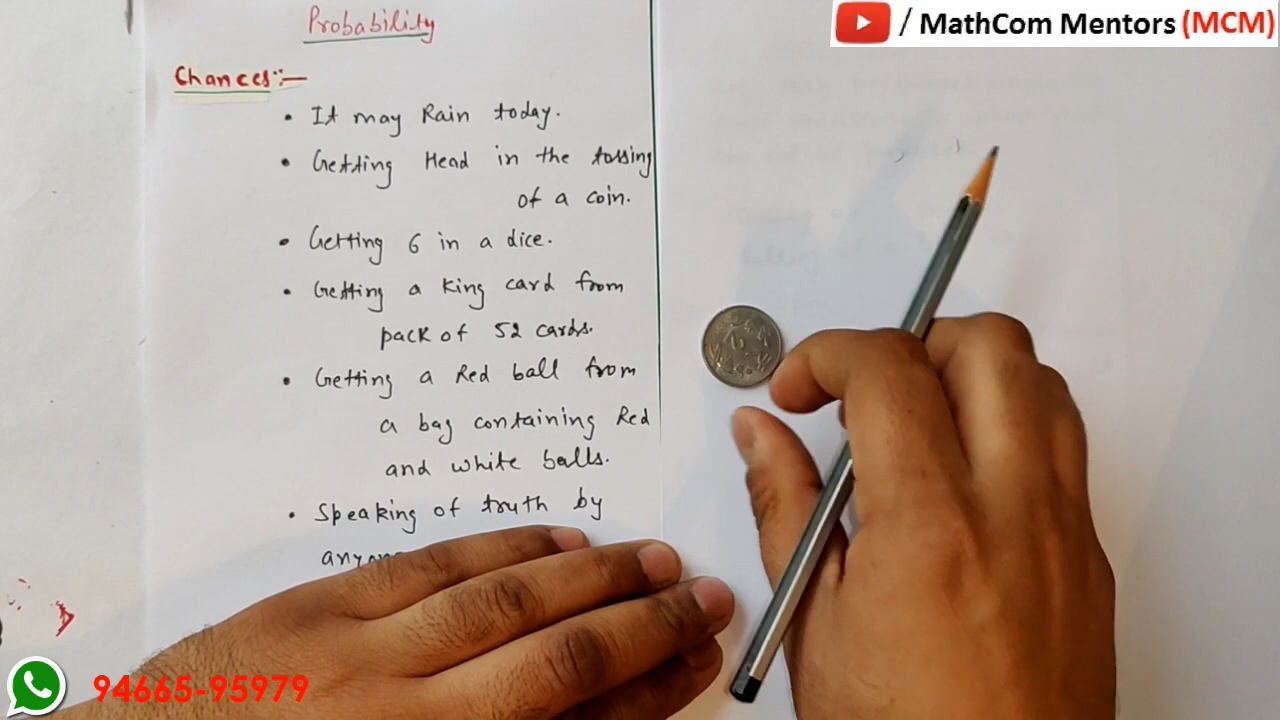 Probability
/ MathCom Mentors (MCM)
Chances:-
• It may Rain today.
• Getting Head in the tossing
of a coin.
• Getting 6 in a dice.
• Getting a King card from
pack of 52 cards.
• Getting a Red ball from
a bag containing Red
and white balls.
• Speaking of truth by
94665-95979